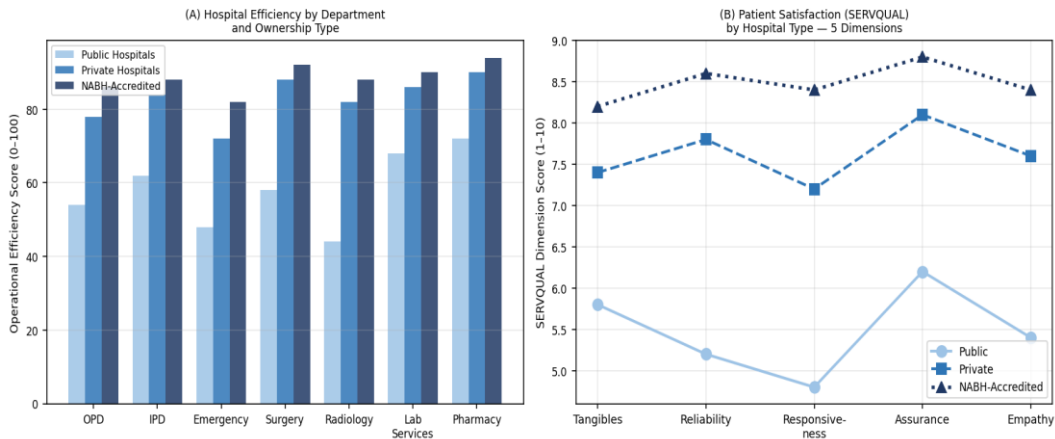 (A) Hospital Efficiency by Department
and Ownership Type
Operational Efficiency Score (0–100)
80
60
40
20
0
Public Hospitals
Private Hospitals
NABH-Accredited
OPD
IPD
Emergency
Surgery
Radiology
Lab
Services
Pharmacy
(B) Patient Satisfaction (SERVQUAL)
by Hospital Type — 5 Dimensions
SERVQUAL Dimension Score (1–10)
9.0
8.5
8.0
7.5
7.0
6.5
6.0
5.5
5.0
Public
Private
NABH-Accredited
Tangibles
Reliability
Responsive-
ness
Assurance
Empathy